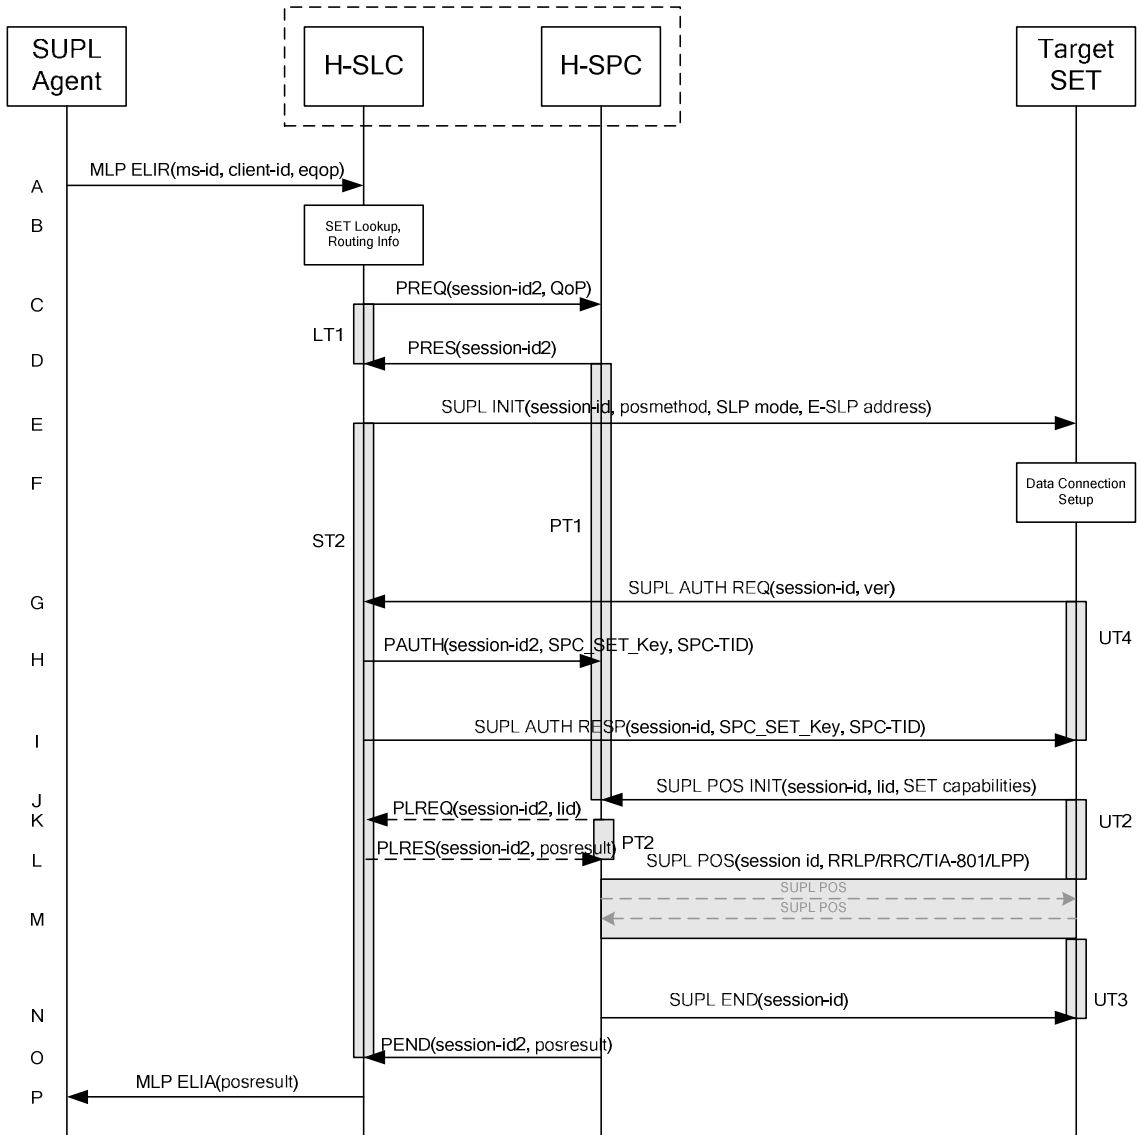 SUPL
Agent
H-SLC
H-SPC
Target
SET
MLP ELIR(ms-id, client-id, eqop)
A
B
SET Lookup,
Routing Info
PREQ(session-id2, QoP)
C
LT1
PRES(session-id2)
D
SUPL INIT(session-id, posmethod, SLP mode, E-SLP address)
E
F
Data Connection
Setup
PT1
ST2
SUPL AUTH REQ(session-id, ver)
G
UT4
PAUTH(session-id2, SPC_SET_Key, SPC-TID)
H
SUPL AUTH RESP(session-id, SPC_SET_Key, SPC-TID)
I
SUPL POS INIT(session-id, lid, SET capabilities)
J
PLREQ(session-id2, lid)
K
UT2
PT2
PLRES(session-id2, posresult)
L
SUPL POS(session id, RRLP/RRC/TIA-801/LPP)
SUPL POS
SUPL POS
M
SUPL END(session-id)
UT3
N
PEND(session-id2, posresult)
O
MLP ELIA(posresult)
P